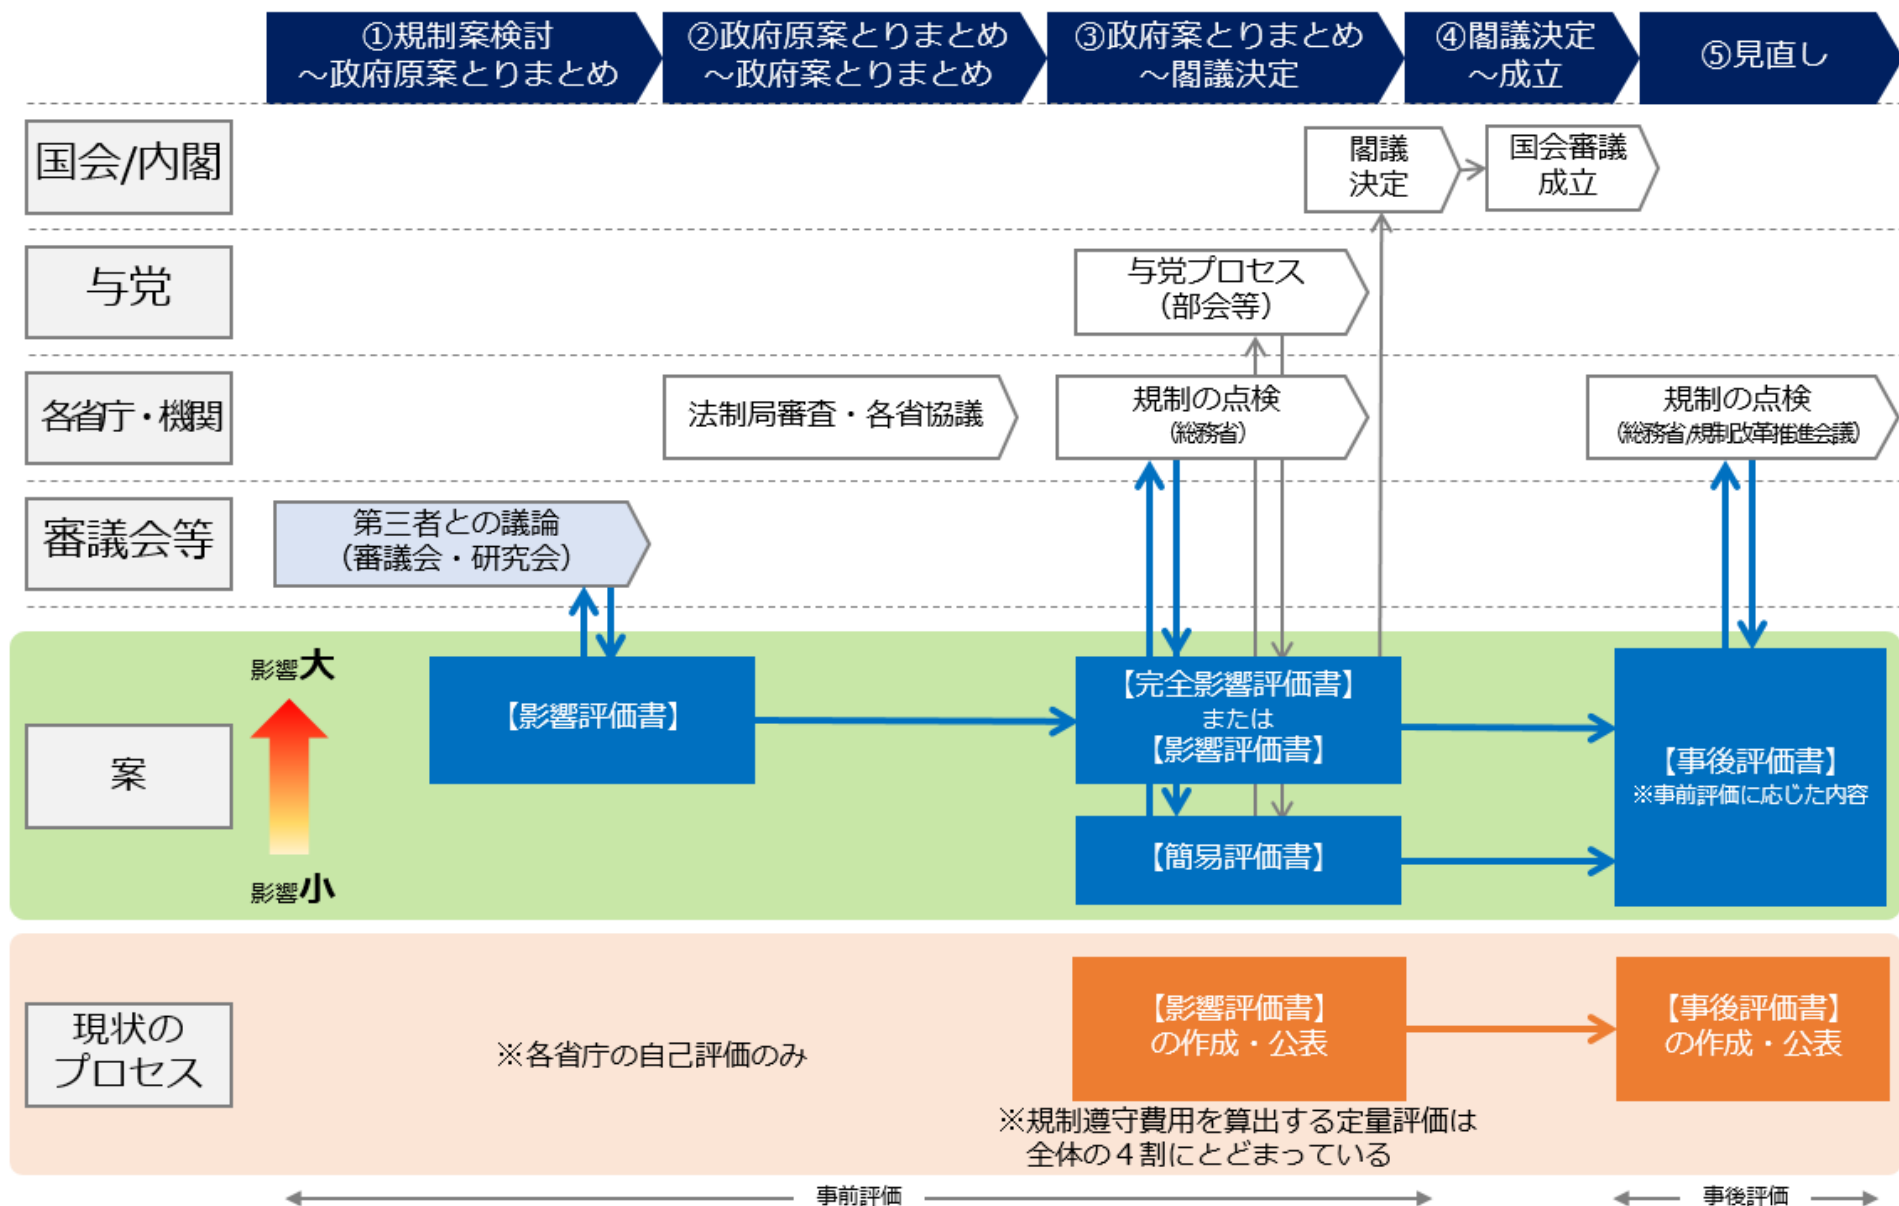 ①規制案検討
～政府原案とりまとめ
②政府原案とりまとめ
～政府案とりまとめ
③政府案とりまとめ
～閣議決定
④閣議決定
～成立
⑤見直し
国会/内閣
閣議
決定
国会審議
成立
与党
与党プロセス
（部会等）
各省庁・機関
法制局審査・各省協議
規制の点検
（総務省）
規制の点検
（総務省/規制改革推進会議）
審議会等
第三者との議論
（審議会・研究会）
案
影響大
影響小
【影響評価書】
【完全影響評価書】
または
【影響評価書】
【簡易評価書】
【事後評価書】
※事前評価に応じた内容
現状の
プロセス
※各省庁の自己評価のみ
【影響評価書】
の作成・公表
※規制遵守費用を算出する定量評価は
全体の４割にとどまっている
【事後評価書】
の作成・公表
事前評価
事後評価